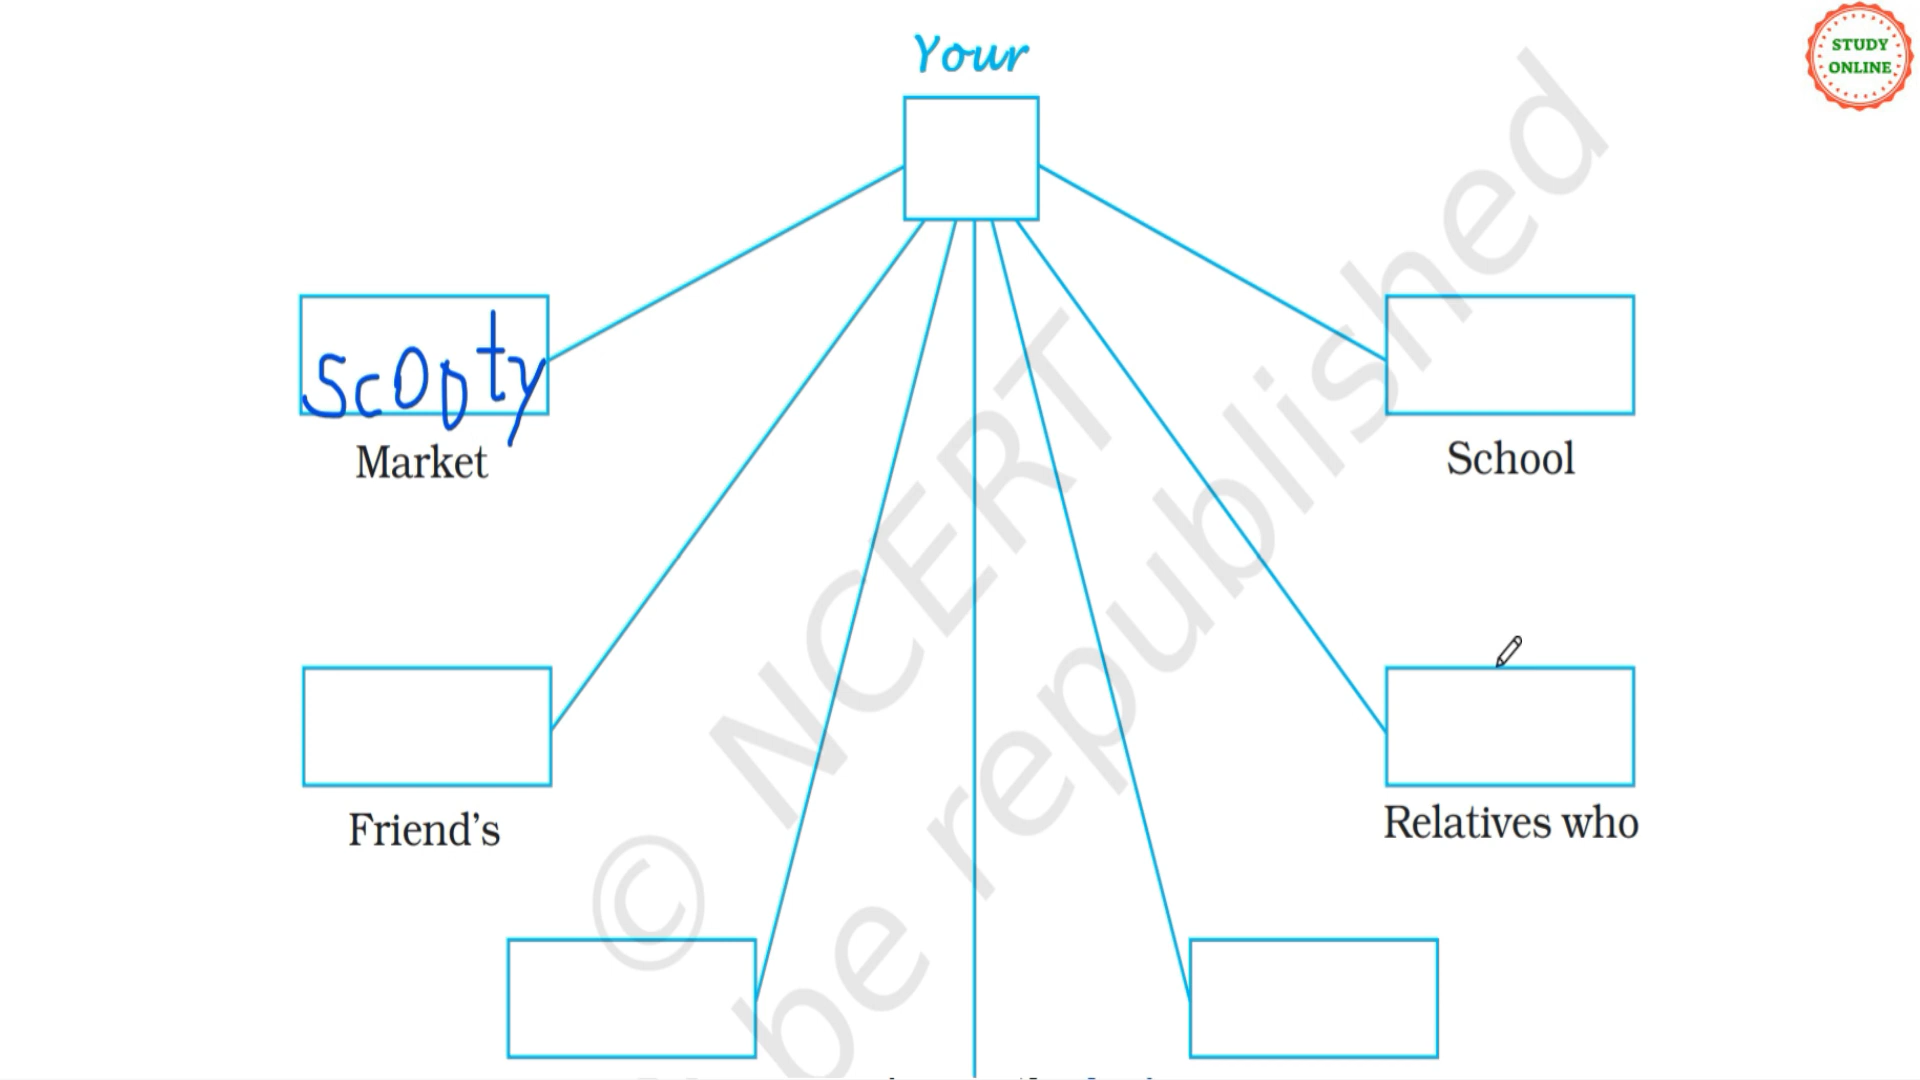 Your
STUDY
ONLINE
scooty
Market
School
Friend's
Relatives who
© NCERT
be republished